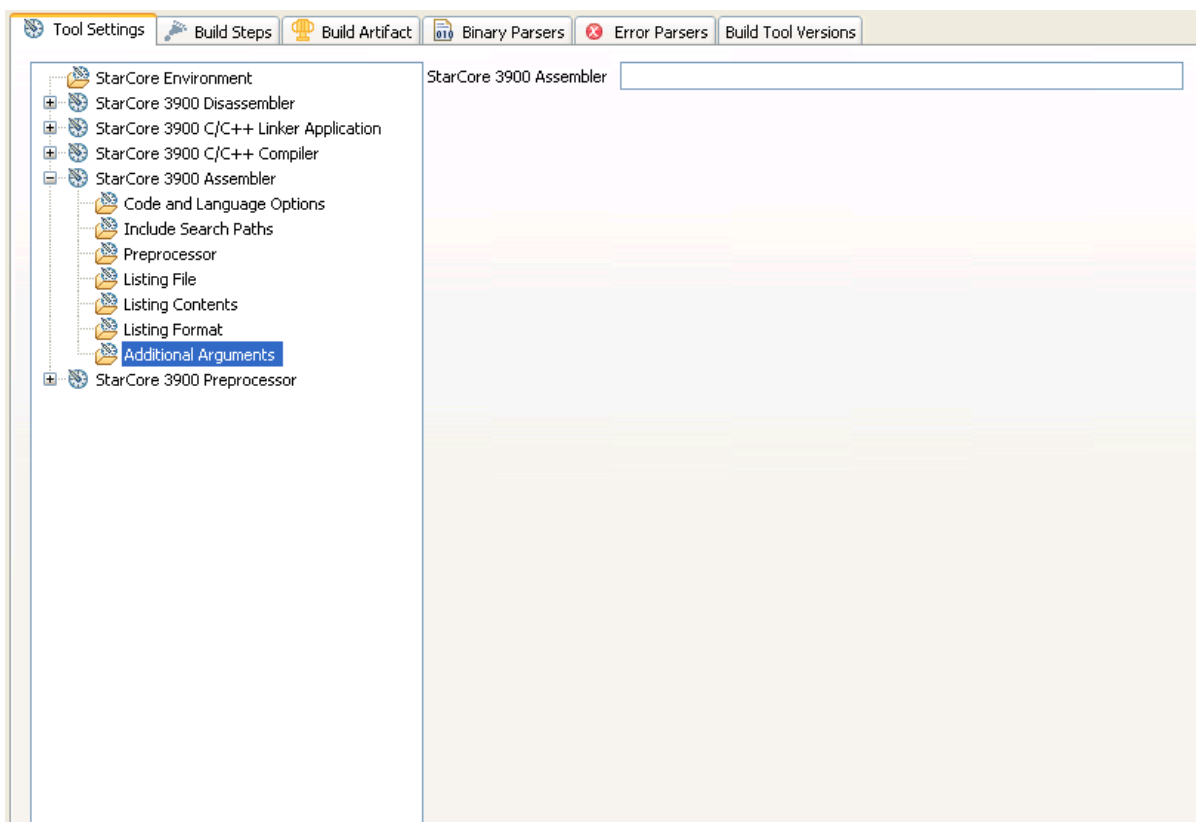 Tool Settings Build Steps Build Artifact Binary Parsers Error Parsers Build Tool Versions
StarCore Environment
StarCore 3900 Disassembler
StarCore 3900 C/C++ Linker Application
StarCore 3900 C/C++ Compiler
StarCore 3900 Assembler
Code and Language Options
Include Search Paths
Preprocessor
Listing File
Listing Contents
Listing Format
Additional Arguments
StarCore 3900 Preprocessor
StarCore 3900 Assembler